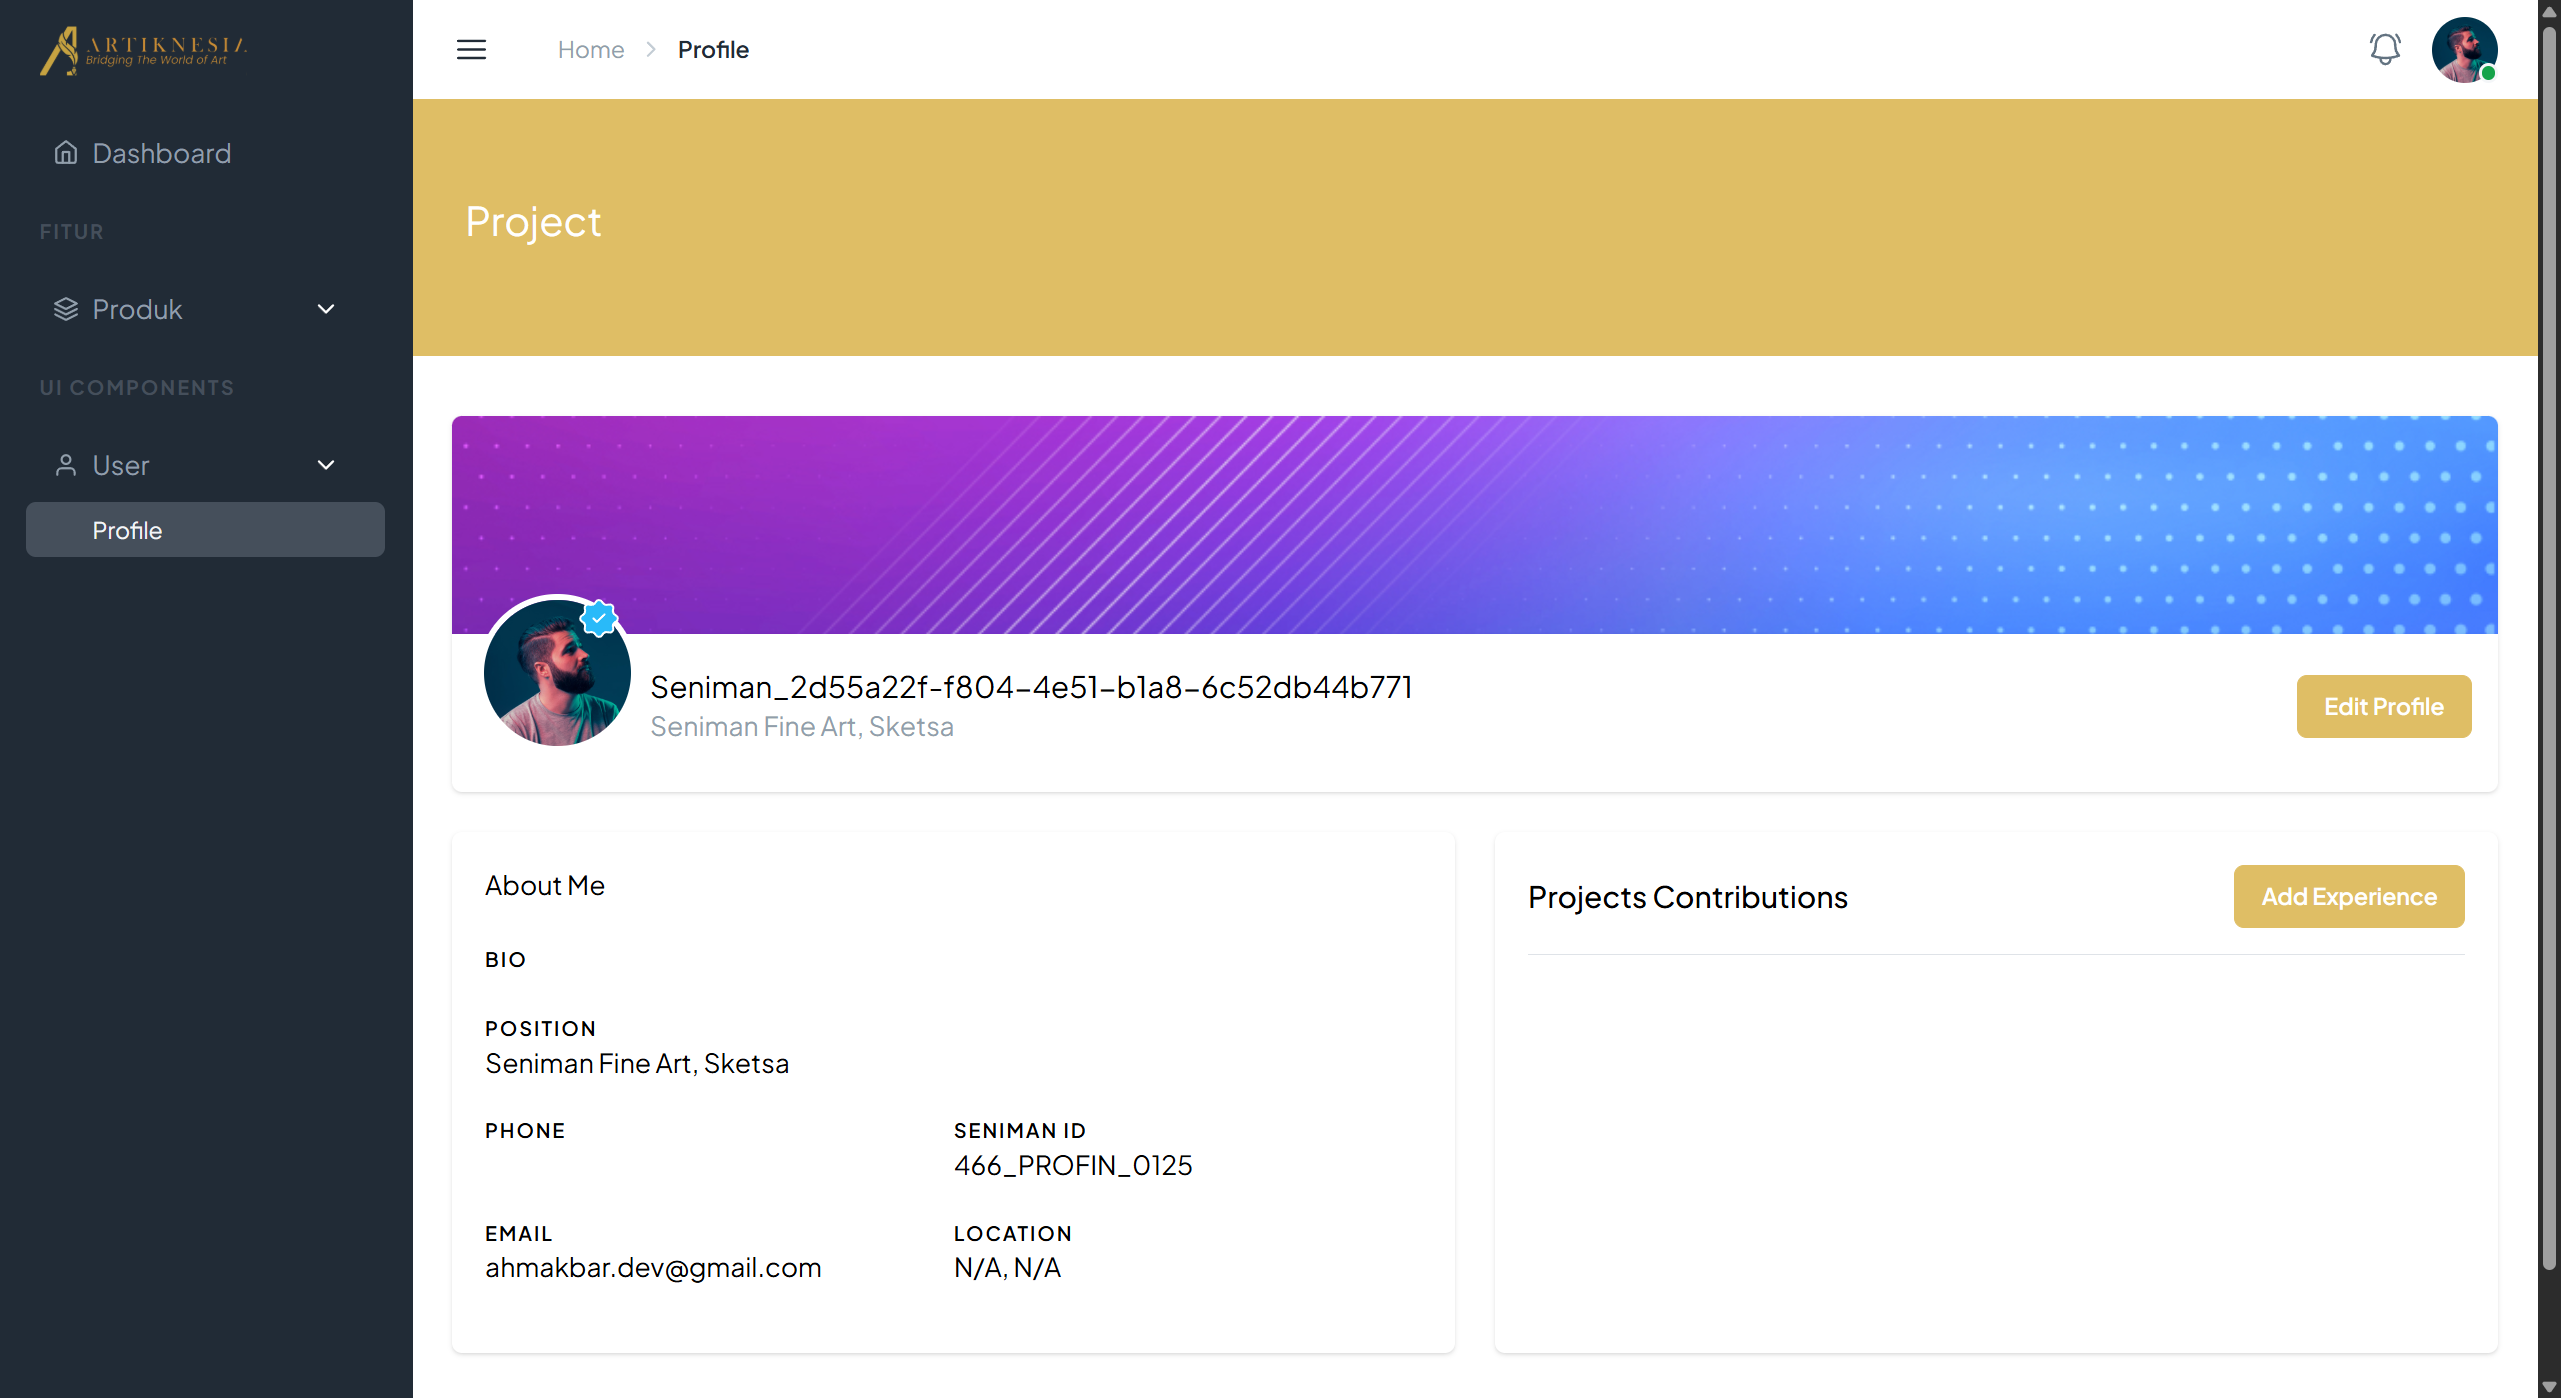 ARTIKNESIA
Bridging The World of Art
Home
Profile
Dashboard
FITUR
Produk
UI COMPONENTS
User
Profile
Project
Seniman_2d55a22f-f804-4e51-b1a8-6c52db44b771
Seniman Fine Art, Sketsa
Edit Profile
About Me
BIO
POSITION
Seniman Fine Art, Sketsa
PHONE
SENIMAN ID
466_PROFIN_0125
EMAIL
ahmakbar.dev@gmail.com
LOCATION
N/A, N/A
Projects Contributions
Add Experience